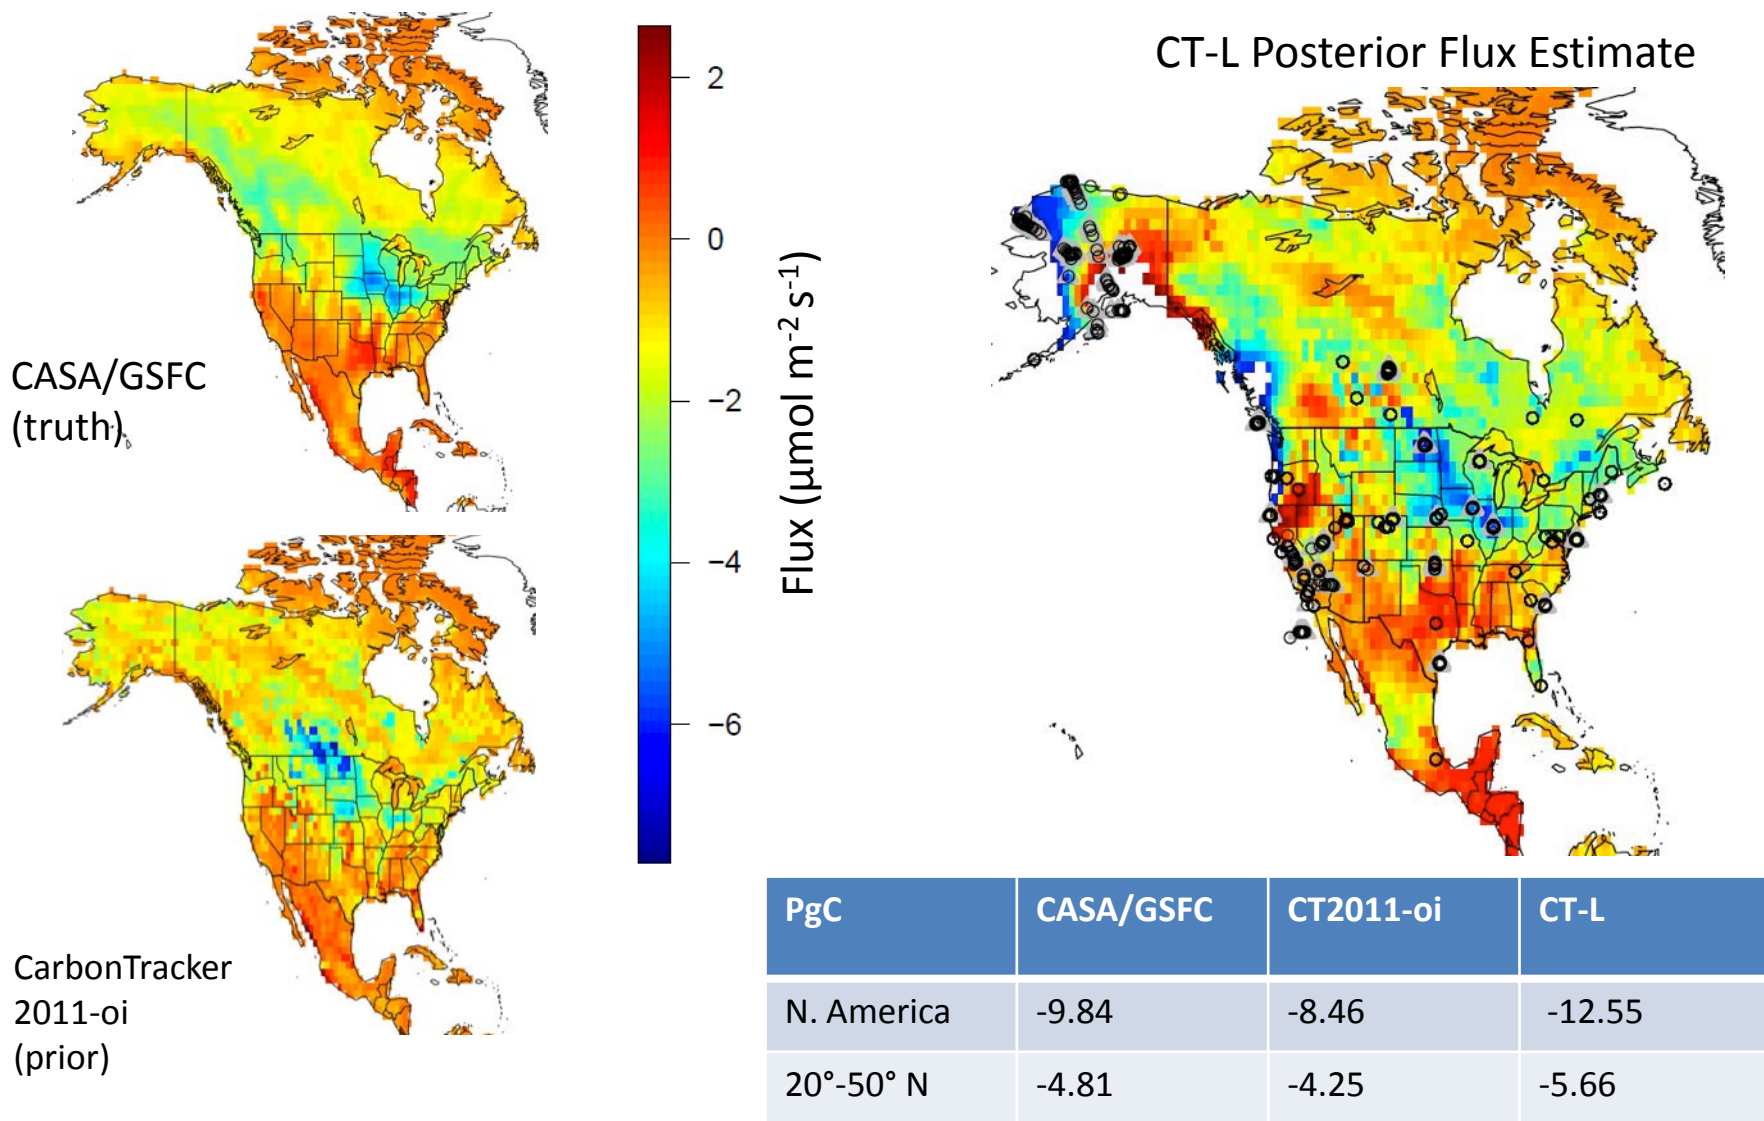 CT-L Posterior Flux Estimate
CASA/GSFC
(truth)
2
0
−2
−4
−6
Flux (µmol m-2 s-1)
CarbonTracker
2011-oi
(prior)
PgC CASA/GSFC CT2011-oi CT-L
N. America -9.84 -8.46 -12.55
20°-50° N -4.81 -4.25 -5.66